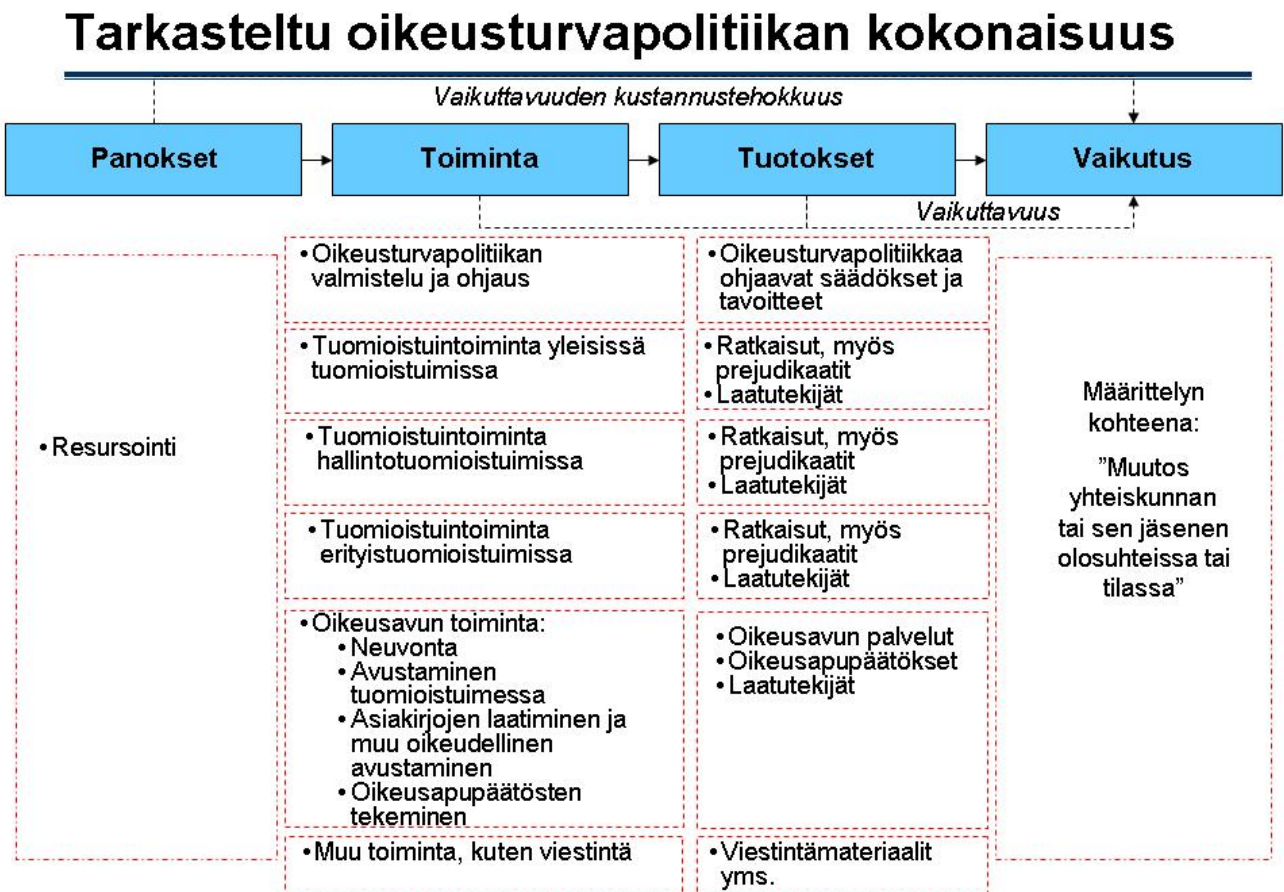 Tarkasteltu oikeusturvapolitiikan kokonaisuus
Vaikuttavuuden kustannustehokkuus
Panokset
Toiminta
Tuotokset
Vaikutus
Vaikuttavuus
• Resursointi
• Oikeusturvapolitiikan
valmistelu ja ohjaus
• Tuomioistuintoiminta yleisissä
tuomioistuimissa
• Tuomioistuintoiminta
hallintotuomioistuimissa
• Tuomioistuintoiminta
erityistuomioistuimissa
• Oikeusavun toiminta:
• Neuvonta
• Avustaminen
tuomioistuimessa
• Asiakirjojen laatiminen ja
muu oikeudellinen
avustaminen
• Oikeusapupäätösten
tekeminen
• Muu toiminta, kuten viestintä
• Oikeusturvapolitiikkaa
ohjaavat säädökset ja
tavoitteet
• Ratkaisut, myös
prejudikaatit
• Laatutekijät
• Ratkaisut, myös
prejudikaatit
• Laatutekijät
• Ratkaisut, myös
prejudikaatit
• Laatutekijät
• Oikeusavun palvelut
• Oikeusapupäätökset
• Laatutekijät
• Viestintämateriaalit
yms.
Määrittelyn
kohteena:
”Muutos
yhteiskunnan
tai sen jäsenen
olosuhteissa tai
tilassa”